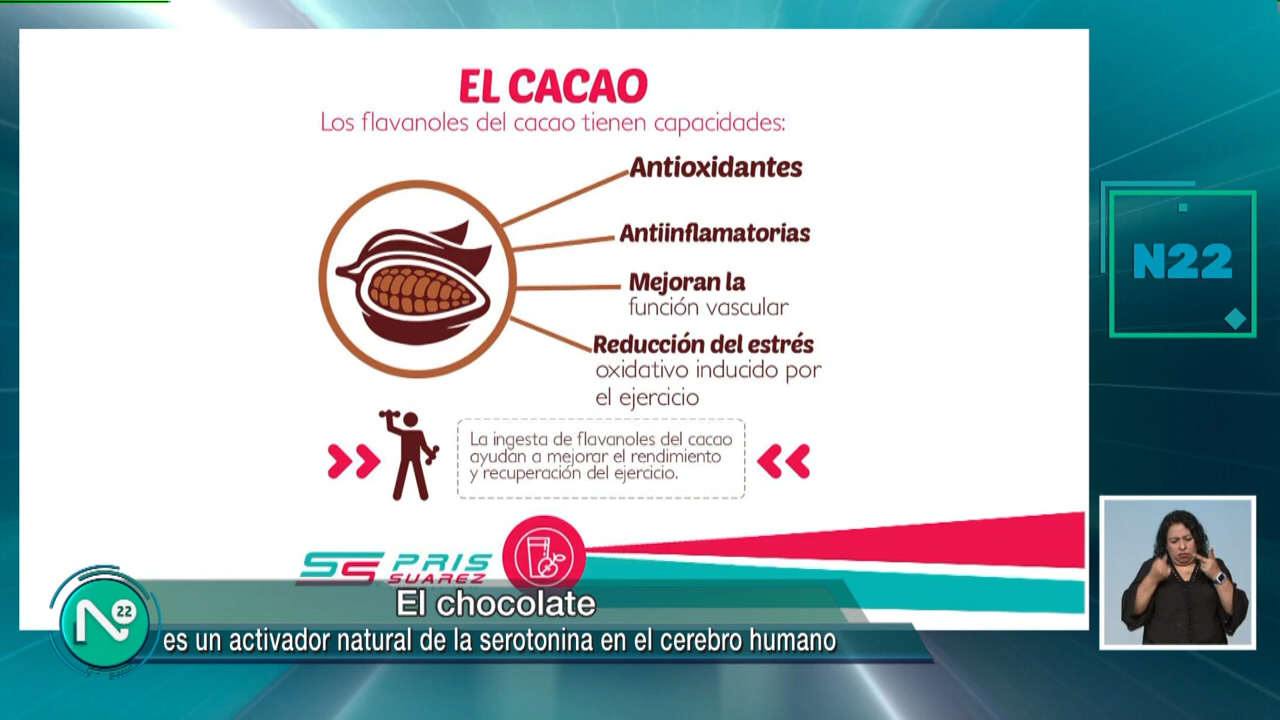 EL CACAO
Los flavanoles del cacao tienen capacidades:
Antioxidantes
Antiinflamatorias
Mejoran la
función vascular
Reducción del estrés
oxidativo inducido por
el ejercicio
La ingesta de flavanoles del cacao
ayudan a mejorar el rendimiento
y recuperación del ejercicio.
PRIS
SUAREZ
N22
N 22
El chocolate
es un activador natural de la serotonina en el cerebro humano